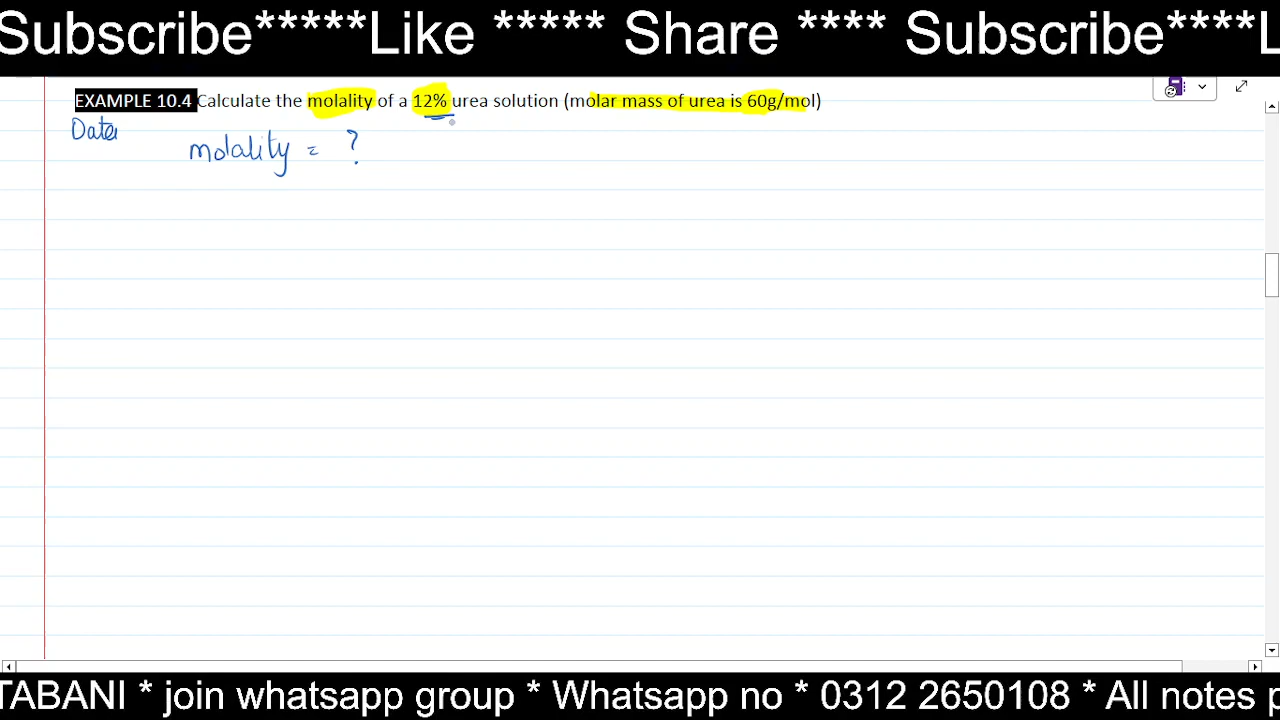 Subscribe*****Like ***** Share **** Subscribe****L
EXAMPLE 10.4 Calculate the molality of a 12% urea solution (molar mass of urea is 60g/mol)
Data
molality = ?
TABANI * join whatsapp group * Whatsapp no * 0312 2650108 * All notes p